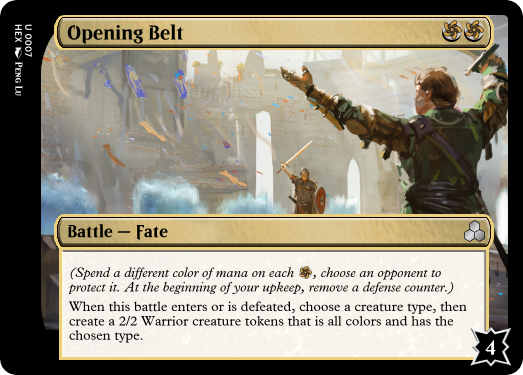 Opening Belt
Battle — Fate
(Spend a different color of mana on each , choose an opponent to
protect it. At the beginning of your upkeep, remove a defense counter.)
When this battle enters or is defeated, choose a creature type, then
create a 2/2 Warrior creature tokens that is all colors and has the
chosen type.
4
U 0007
HEX PENG LU